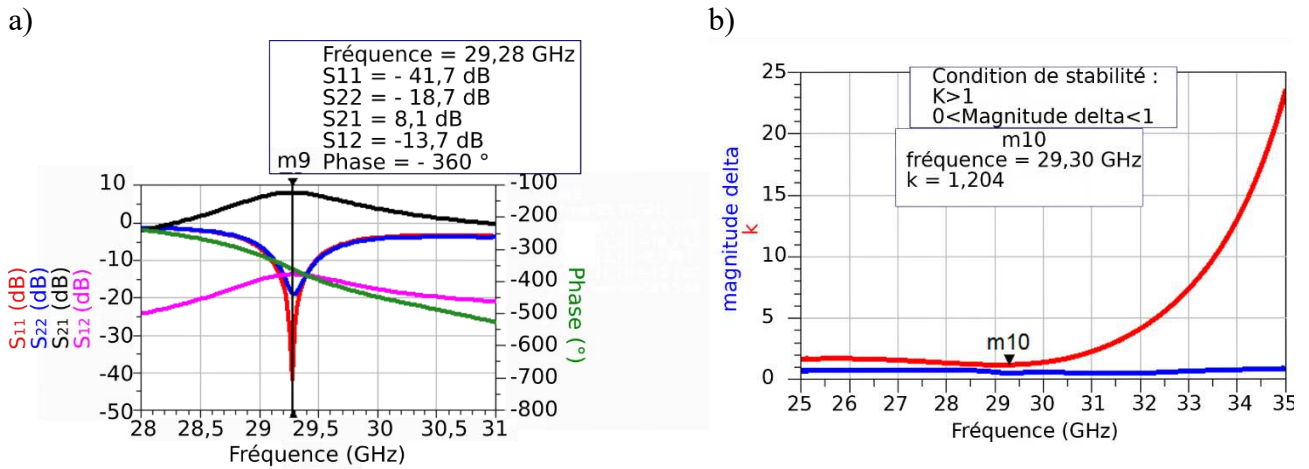 a)
Fréquence = 29,28 GHz
S11 = - 41,7 dB
S22 = - 18,7 dB
S21 = 8,1 dB
S12 = -13,7 dB
Phase = - 360 °
m9
10
0
-10
-20
-30
-40
-50
S11 (dB)
S22 (dB)
S21 (dB)
S12 (dB)
-100
-200
-300
-400
-500
-600
-700
-800
Phase (°)
28 28,5 29 29,5 30 30,5 31
Fréquence (GHz)
b)
Condition de stabilité :
K>1
0<Magnitude delta<1
m10
fréquence = 29,30 GHz
k = 1,204
magnitude delta
k
25
20
15
10
5
0
m10
25 26 27 28 29 30 31 32 33 34 35
Fréquence (GHz)